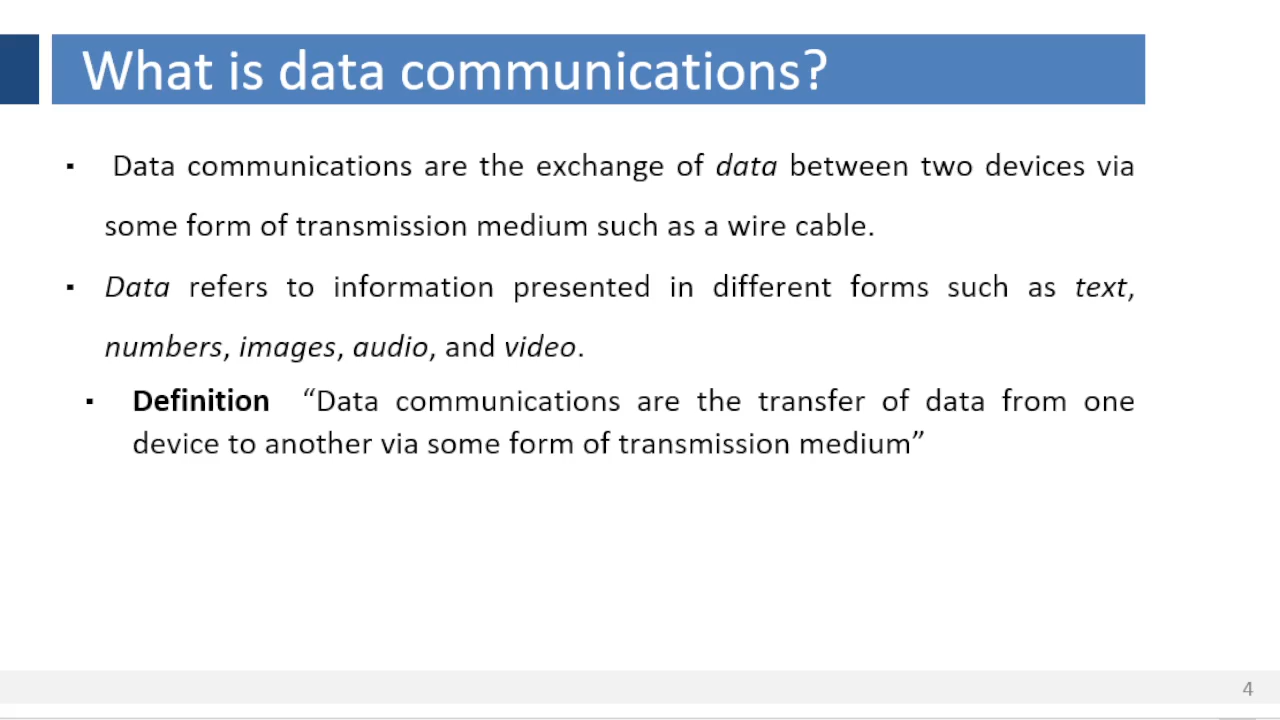 What is data communications?
▪ Data communications are the exchange of data between two devices via
some form of transmission medium such as a wire cable.
▪ Data refers to information presented in different forms such as text,
numbers, images, audio, and video.
▪ Definition “Data communications are the transfer of data from one
device to another via some form of transmission medium”
4